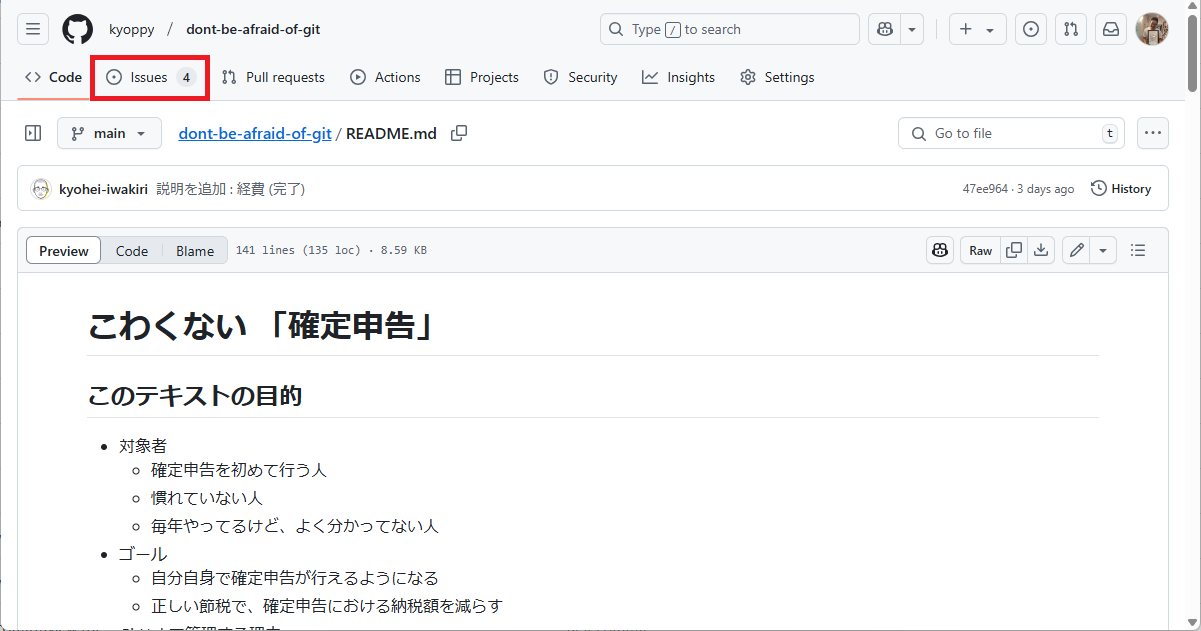 kyoppy / dont-be-afraid-of-git Type / to search
Code Issues 4 Pull requests Actions Projects Security Insights Settings
main dont-be-afraid-of-git / README.md Go to file t
kyohei-iwakiri 説明を追加 : 経費 (完了) 47ee964 · 3 days ago History
Preview Code Blame 141 lines (135 loc) · 8.59 KB Raw
こわくない 「確定申告」
このテキストの目的
対象者
確定申告を初めて行う人
慣れていない人
毎年やってるけど、よく分かってない人
ゴール
自分自身で確定申告が行えるようになる
正しい節税で、確定申告における納税額を減らす